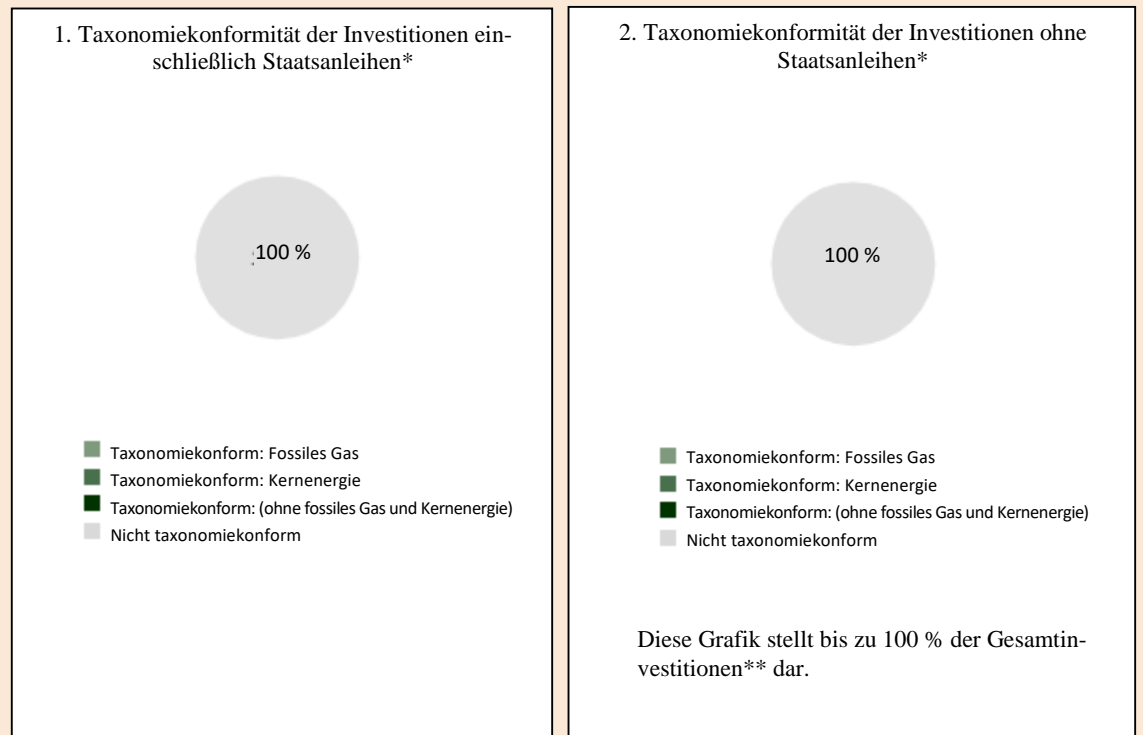 1. Taxonomiekonformität der Investitionen ein-
schließlich Staatsanleihen*
100 %
Taxonomiekonform: Fossiles Gas
Taxonomiekonform: Kernenergie
Taxonomiekonform: (ohne fossiles Gas und Kernenergie)
Nicht taxonomiekonform
2. Taxonomiekonformität der Investitionen ohne
Staatsanleihen*
100 %
Taxonomiekonform: Fossiles Gas
Taxonomiekonform: Kernenergie
Taxonomiekonform: (ohne fossiles Gas und Kernenergie)
Nicht taxonomiekonform
Diese Grafik stellt bis zu 100 % der Gesamtin-
vestitionen** dar.